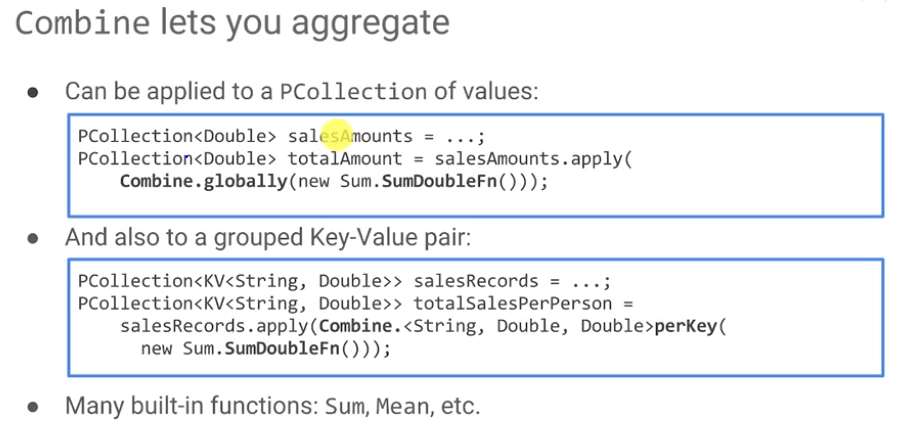 Combine lets you aggregate
● Can be applied to a PCollection of values:
PCollection<Double> salesAmounts = ...;
PCollection<Double> totalAmount = salesAmounts.apply(
Combine.globally(new Sum.SumDoubleFn()));
● And also to a grouped Key-Value pair:
PCollection<KV<String, Double>> salesRecords = ...;
PCollection<KV<String, Double>> totalSalesPerPerson =
salesRecords.apply(Combine.<String, Double, Double>perKey(
new Sum.SumDoubleFn()));
● Many built-in functions: Sum, Mean, etc.